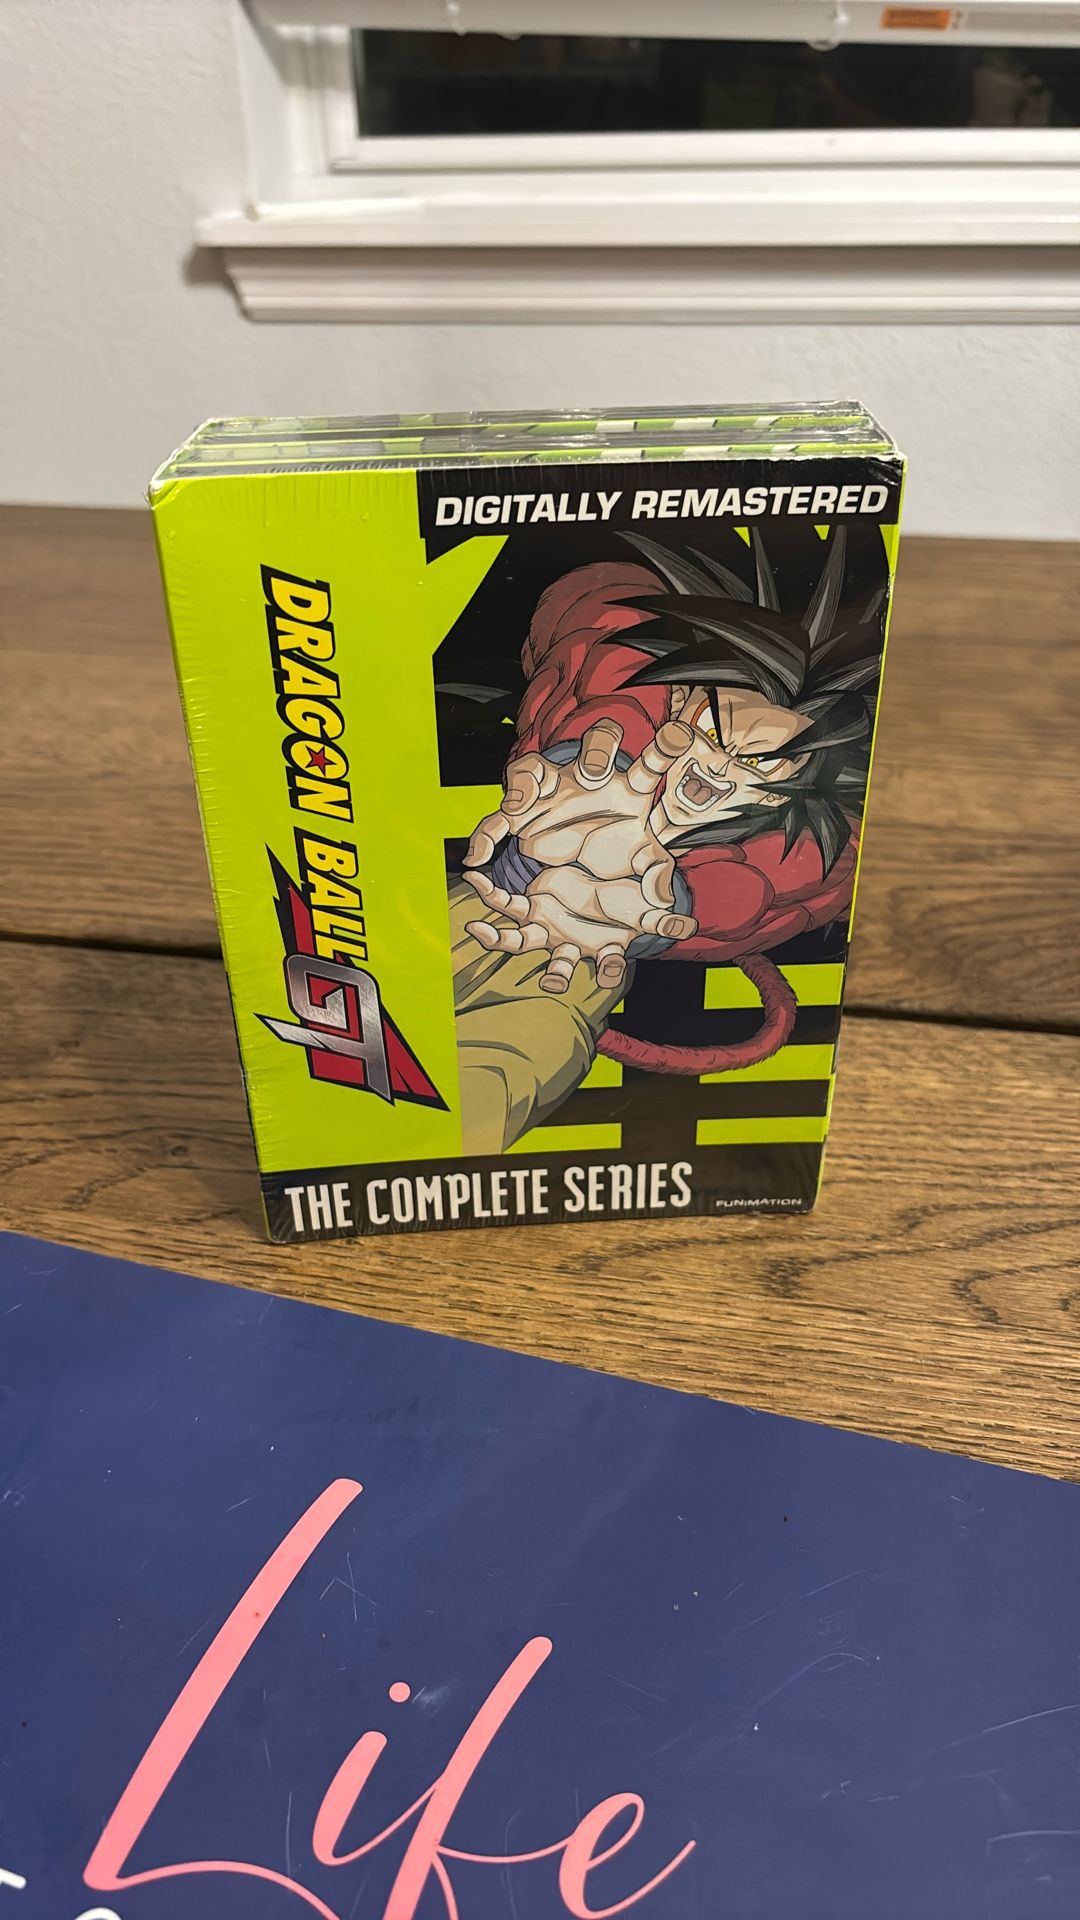 DIGITALLY REMASTERED
DRAGON BALL GT
THE COMPLETE SERIES
FUNIMATION
Life